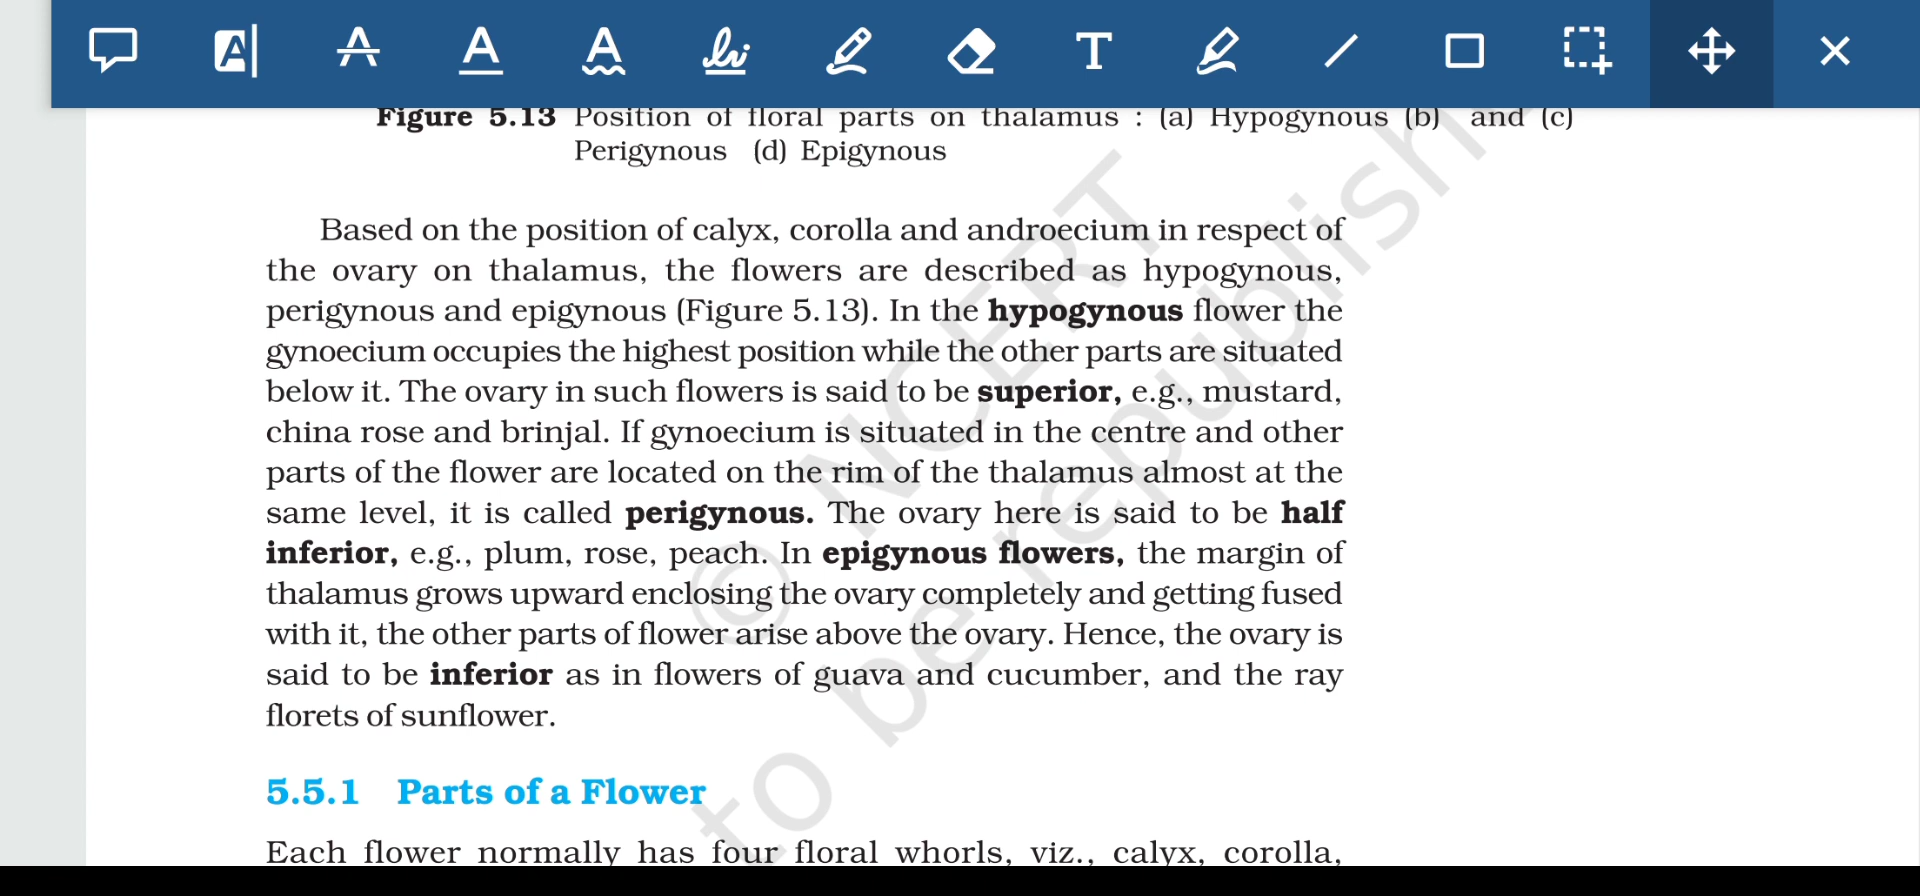 Figure 5.13 Position of floral parts on thalamus : (a) Hypogynous (b) and (c)
Perigynous (d) Epigynous
Based on the position of calyx, corolla and androecium in respect of
the ovary on thalamus, the flowers are described as hypogynous,
perigynous and epigynous (Figure 5.13). In the hypogynous flower the
gynoecium occupies the highest position while the other parts are situated
below it. The ovary in such flowers is said to be superior, e.g., mustard,
china rose and brinjal. If gynoecium is situated in the centre and other
parts of the flower are located on the rim of the thalamus almost at the
same level, it is called perigynous. The ovary here is said to be half
inferior, e.g., plum, rose, peach. In epigynous flowers, the margin of
thalamus grows upward enclosing the ovary completely and getting fused
with it, the other parts of flower arise above the ovary. Hence, the ovary is
said to be inferior as in flowers of guava and cucumber, and the ray
florets of sunflower.
5.5.1 Parts of a Flower
Each flower normally has four floral whorls, viz., calyx, corolla,
© NCERT
to be republish